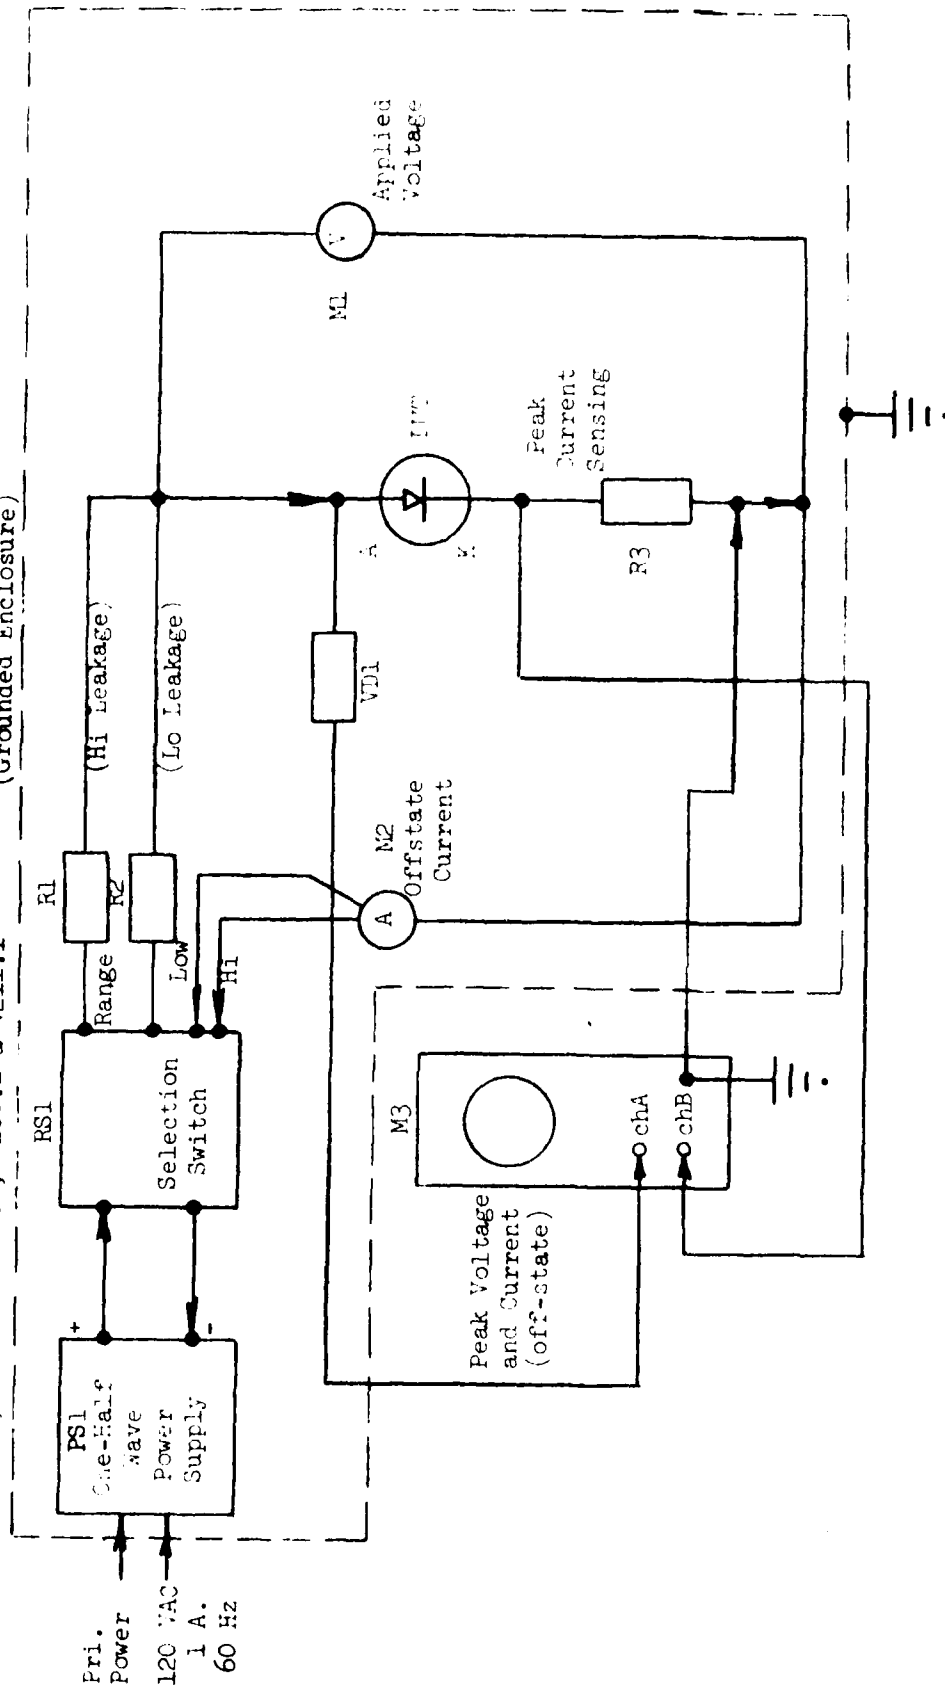 (Grounded Enclosure)
Pri.
Power
120 VAC
1 A.
60 Hz
PS1
One-Half
Wave
Power
Supply
+
-
RS1
Selection
Switch
Range
Low
Hi
R1
R2
(Hi Leakage)
(Lo Leakage)
M2
Offstate
Current
A
VD1
A
K
Peak
Current
Sensing
R3
M1
V
Applied
Voltage
M3
chA
chB
Peak Voltage
and Current
(off-state)